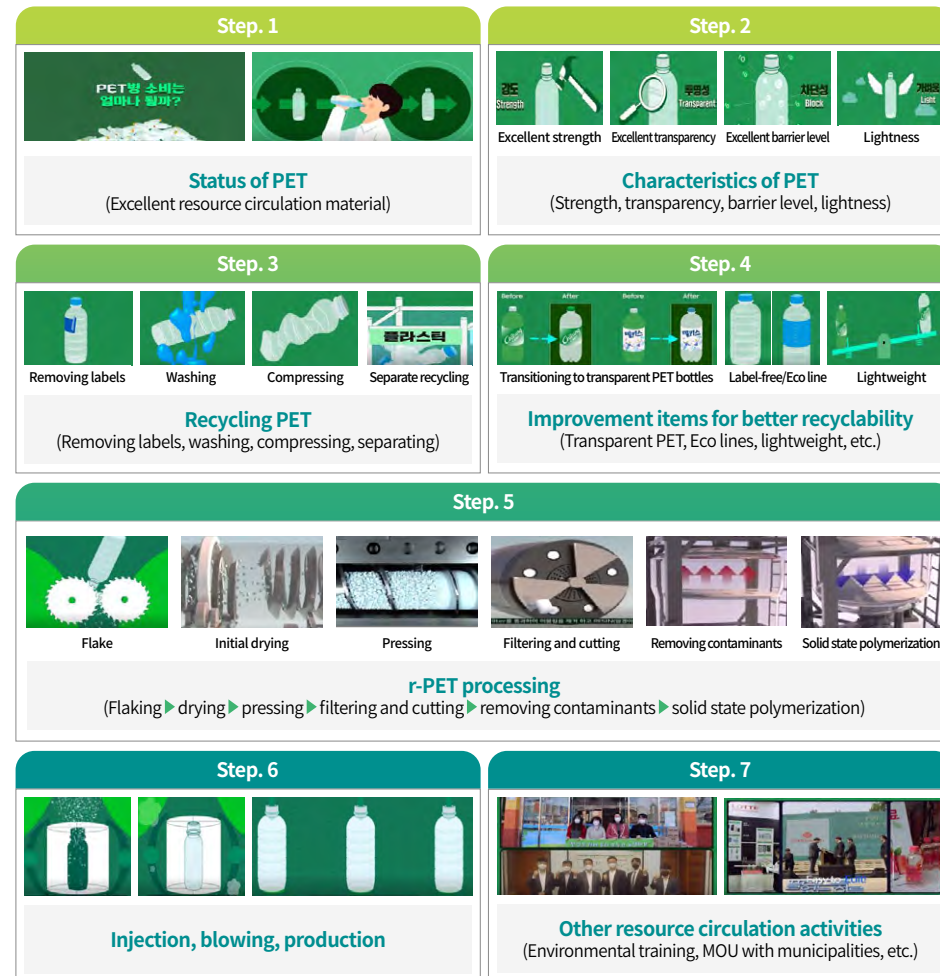 Step. 1
PET병 소비는
얼마나 될까?
Status of PET
(Excellent resource circulation material)
Step. 2
강도
Strength
투명성
Transparent
차단성
Block
가벼움
Light
Excellent strength
Excellent transparency
Excellent barrier level
Lightness
Characteristics of PET
(Strength, transparency, barrier level, lightness)
Step. 3
플라스틱
Removing labels
Washing
Compressing
Separate recycling
Recycling PET
(Removing labels, washing, compressing, separating)
Step. 4
Before
After
Before
After
밀키스
밀키스
Transitioning to transparent PET bottles
Label-free/Eco line
Lightweight
Improvement items for better recyclability
(Transparent PET, Eco lines, lightweight, etc.)
Step. 5
Flake
Initial drying
Pressing
Filtering and cutting
Removing contaminants
Solid state polymerization
r-PET processing
(Flaking ▶ drying ▶ pressing ▶ filtering and cutting ▶ removing contaminants ▶ solid state polymerization)
Step. 6
Injection, blowing, production
Step. 7
LOTTE
Other resource circulation activities
(Environmental training, MOU with municipalities, etc.)